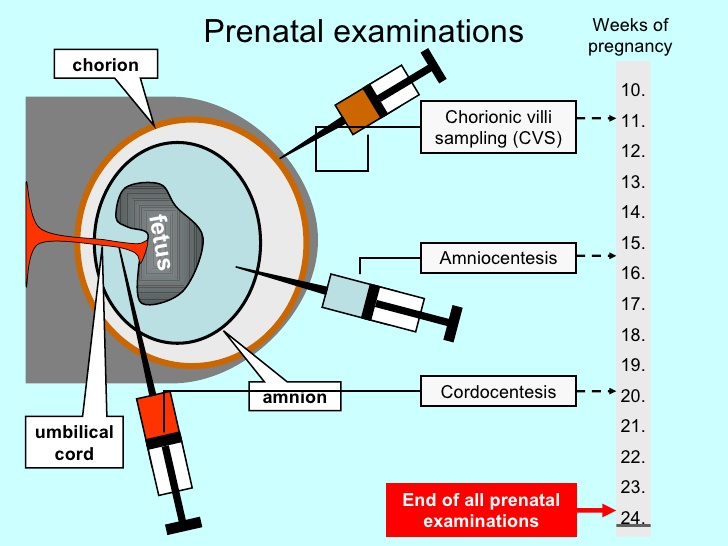 Prenatal examinations
Weeks of
pregnancy
chorion
Chorionic villi
sampling (CVS)
fetus
Amniocentesis
Cordocentesis
amnion
umbilical
cord
End of all prenatal
examinations
10.
11.
12.
13.
14.
15.
16.
17.
18.
19.
20.
21.
22.
23.
24.